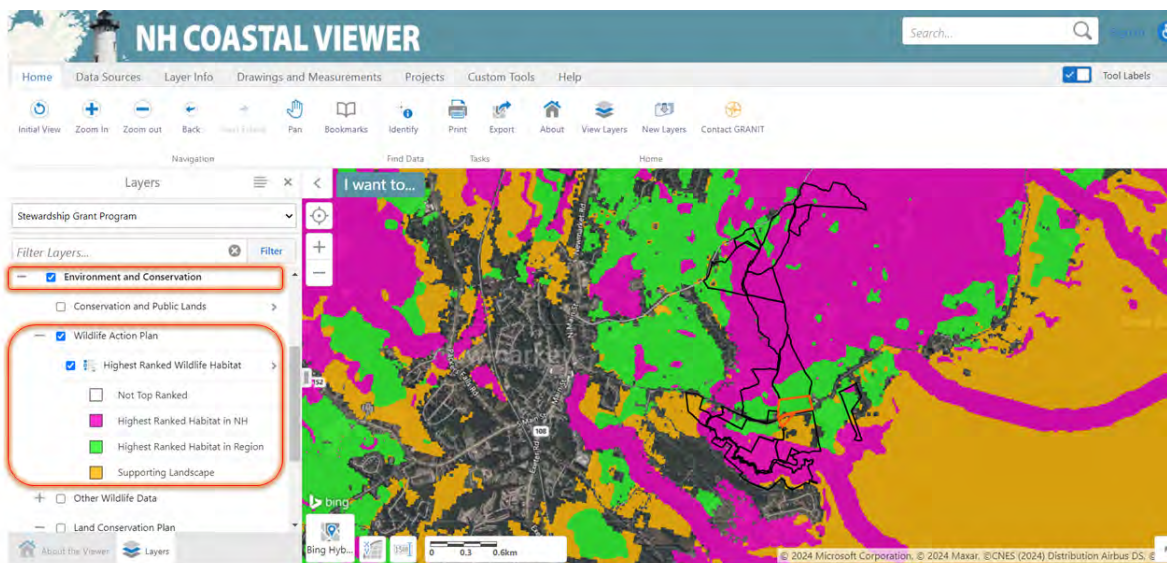 NH COASTAL VIEWER
Search...
Home Data Sources Layer Info Drawings and Measurements Projects Custom Tools Help
Tool Labels
Initial View Zoom In Zoom out Back Pan Bookmarks Identify Print Export About View Layers New Layers Contact GRANIT
Navigation Find Data Tasks Home
Layers
I want to...
Stewardship Grant Program
Filter Layers... Filter
Environment and Conservation
Conservation and Public Lands
Wildlife Action Plan
Highest Ranked Wildlife Habitat
Not Top Ranked
Highest Ranked Habitat in NH
Highest Ranked Habitat in Region
Supporting Landscape
Other Wildlife Data
Land Conservation Plan
About the Viewer Layers
152
108
bing
Bing Hyb...
0 0.3 0.6km
© 2024 Microsoft Corporation, © 2024 Maxar, ©CNES (2024) Distribution Airbus DS, ©